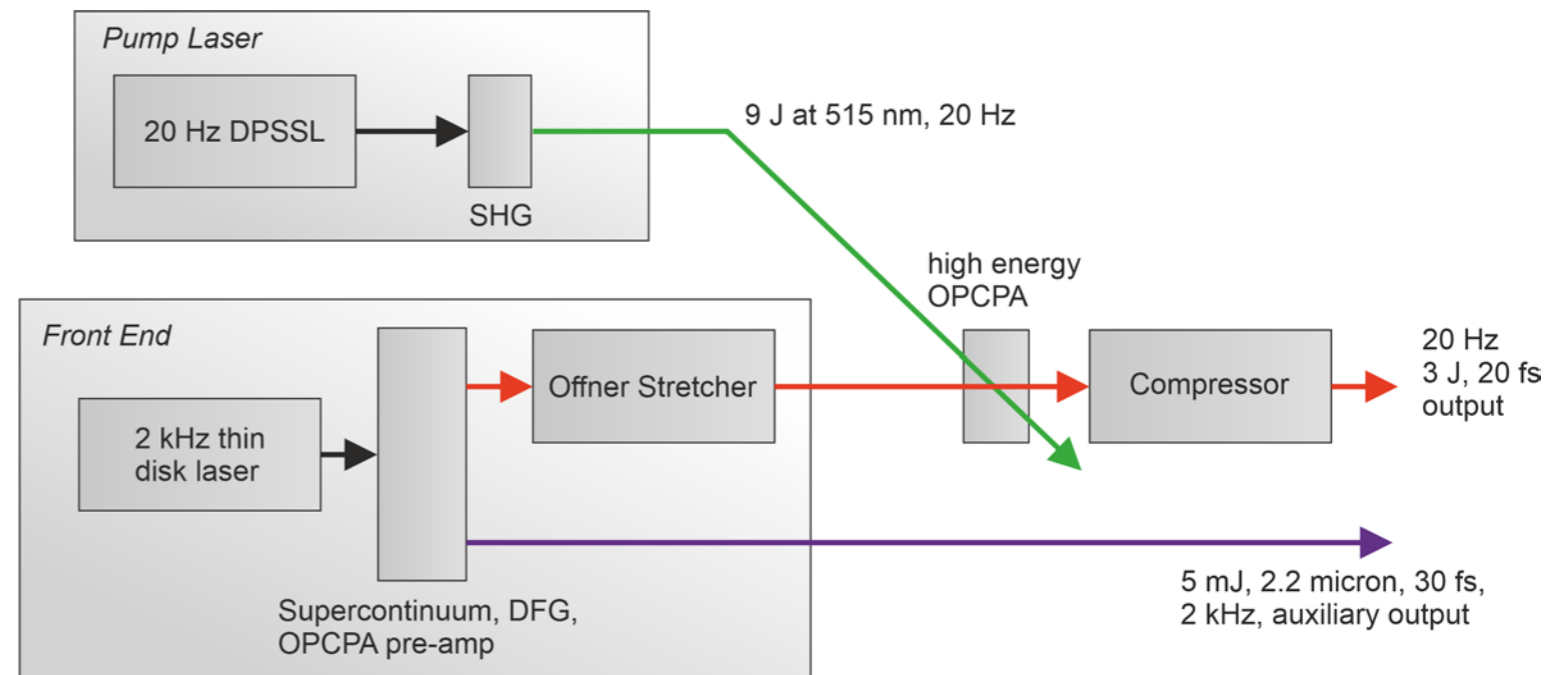 Pump Laser
20 Hz DPSSL
SHG
9 J at 515 nm, 20 Hz
high energy
OPCPA
Front End
2 kHz thin
disk laser
Offner Stretcher
Compressor
20 Hz
3 J, 20 fs
output
Supercontinuum, DFG,
OPCPA pre-amp
5 mJ, 2.2 micron, 30 fs,
2 kHz, auxiliary output